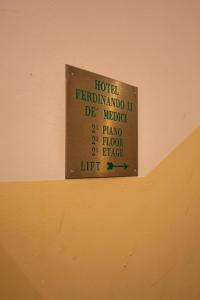 HOTEL
FERDINANDO II
DE' MEDICI
2° PIANO
2° FLOOR
2° ETAGE
LIFT